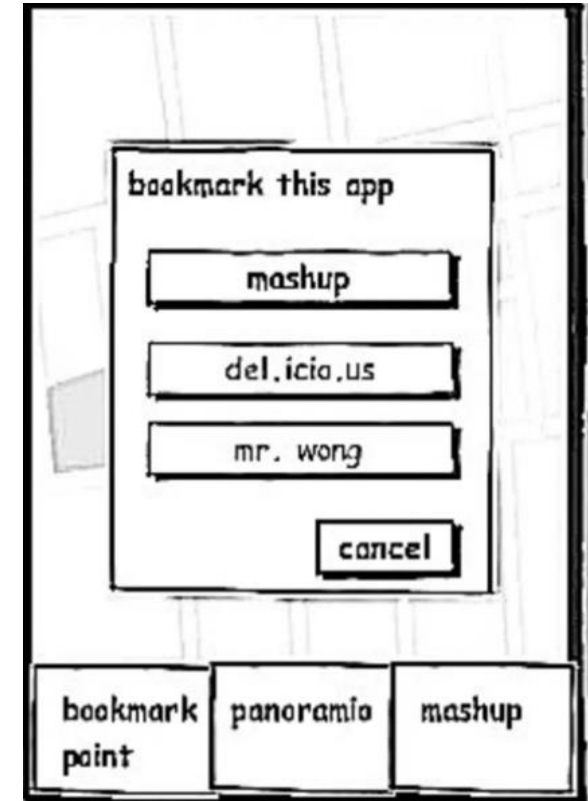 bookmark this app
mashup
del.icio.us
mr. wong
cancel
bookmark
point
panoramio
mashup